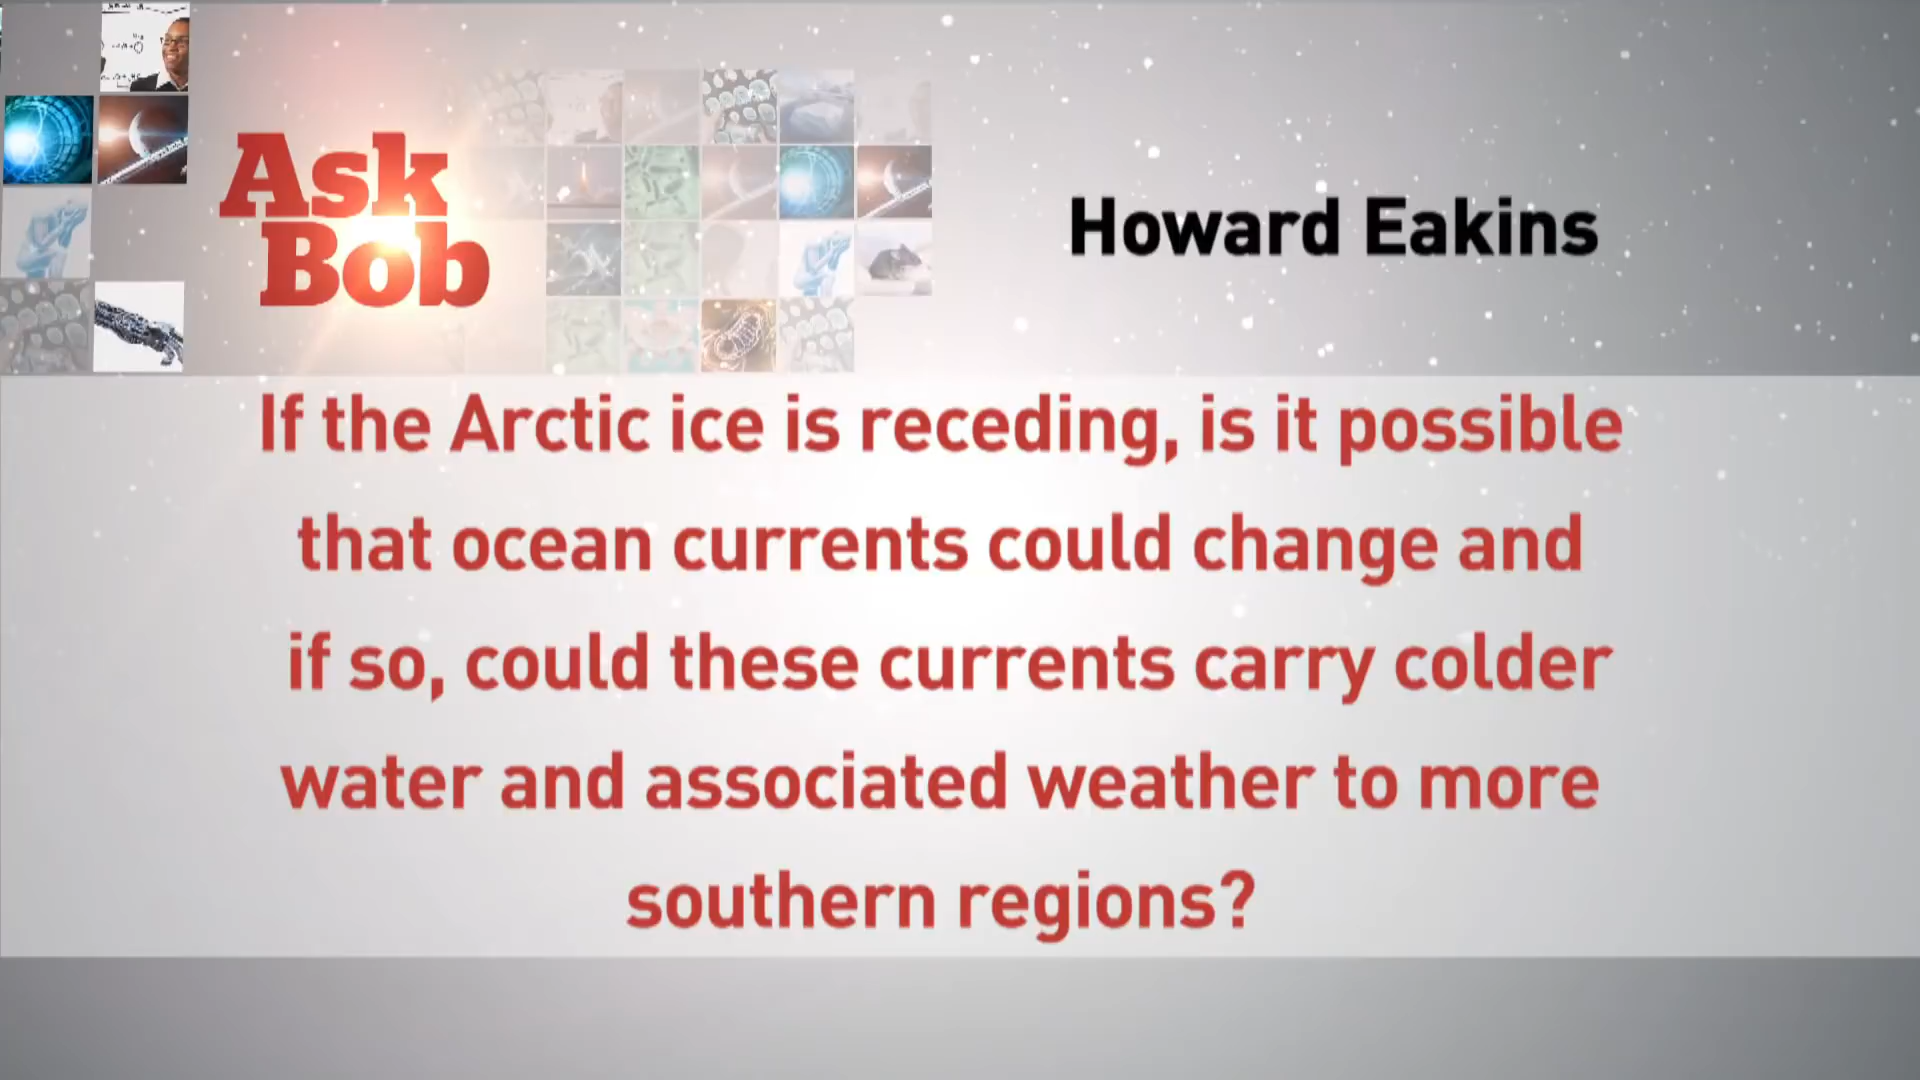 Ask
Bob
Howard Eakins
If the Arctic ice is receding, is it possible
that ocean currents could change and
if so, could these currents carry colder
water and associated weather to more
southern regions?